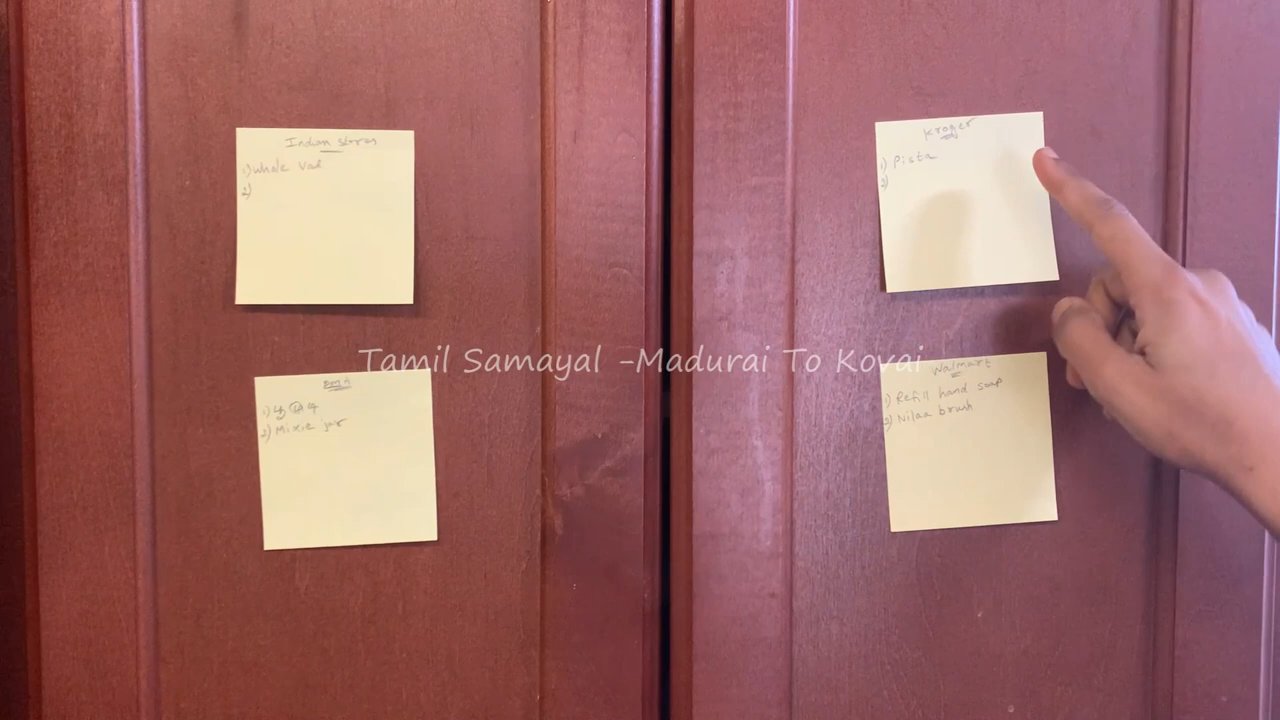 Indian stores
1) Whole Val
2)
Kroger
1) Pista
2)
Tamil Samayal -Madurai To Kovai
1)
2) Mixie jar
Walmart
1) Refill hand soap
2) Nilaa brush